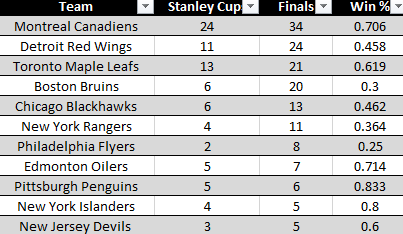 Team Stanley Cup Finals Win %
Montreal Canadiens 24 34 0.706
Detroit Red Wings 11 24 0.458
Toronto Maple Leafs 13 21 0.619
Boston Bruins 6 20 0.3
Chicago Blackhawks 6 13 0.462
New York Rangers 4 11 0.364
Philadelphia Flyers 2 8 0.25
Edmonton Oilers 5 7 0.714
Pittsburgh Penguins 5 6 0.833
New York Islanders 4 5 0.8
New Jersey Devils 3 5 0.6